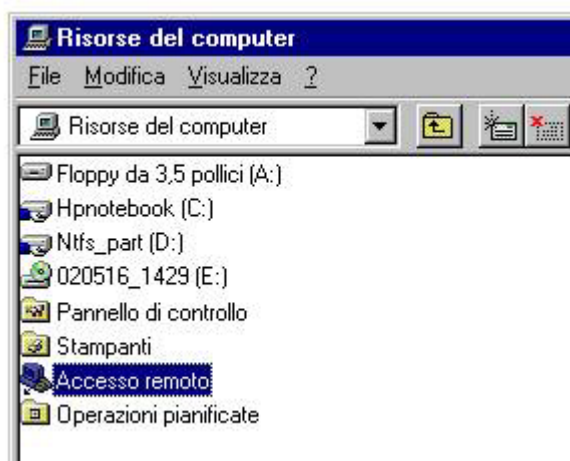 Risorse del computer
File Modifica Visualizza ?
Risorse del computer
Floppy da 3,5 pollici (A:)
Hpnotebook (C:)
Ntfs_part (D:)
020516_1429 (E:)
Pannello di controllo
Stampanti
Accesso remoto
Operazioni pianificate